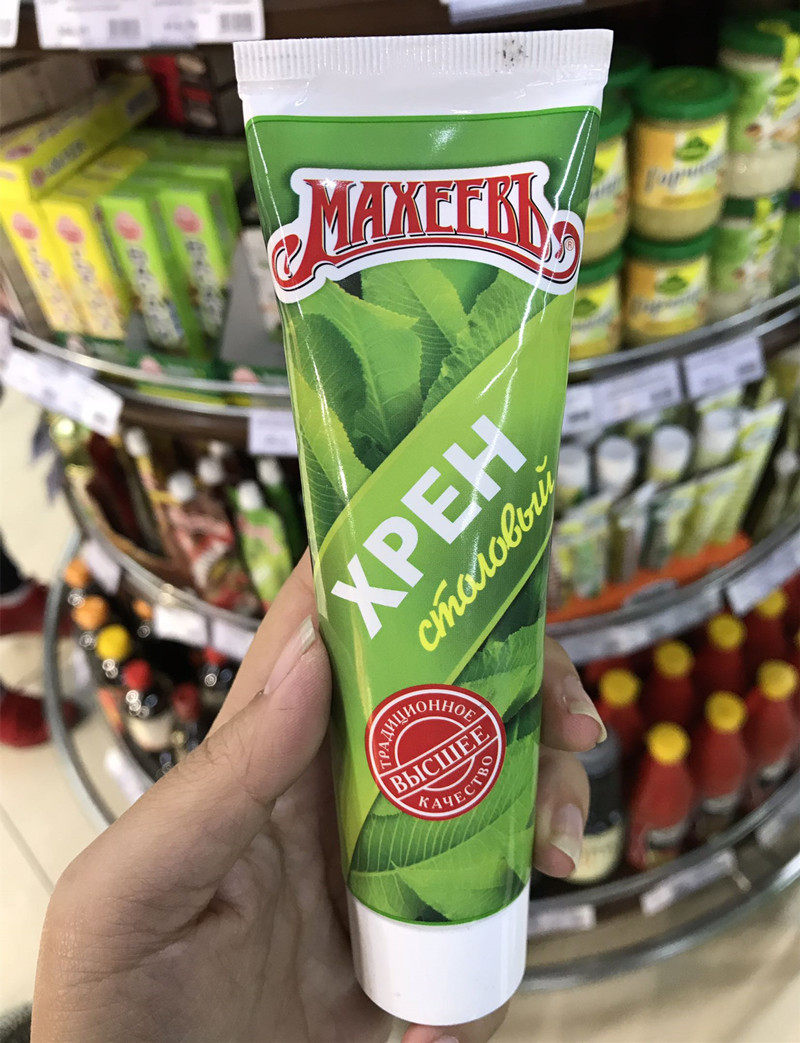 МАХЕЕВЪ
®
ХРЕН
столовый
ТРАДИЦИОННОЕ
ВЫСШЕЕ
КАЧЕСТВО